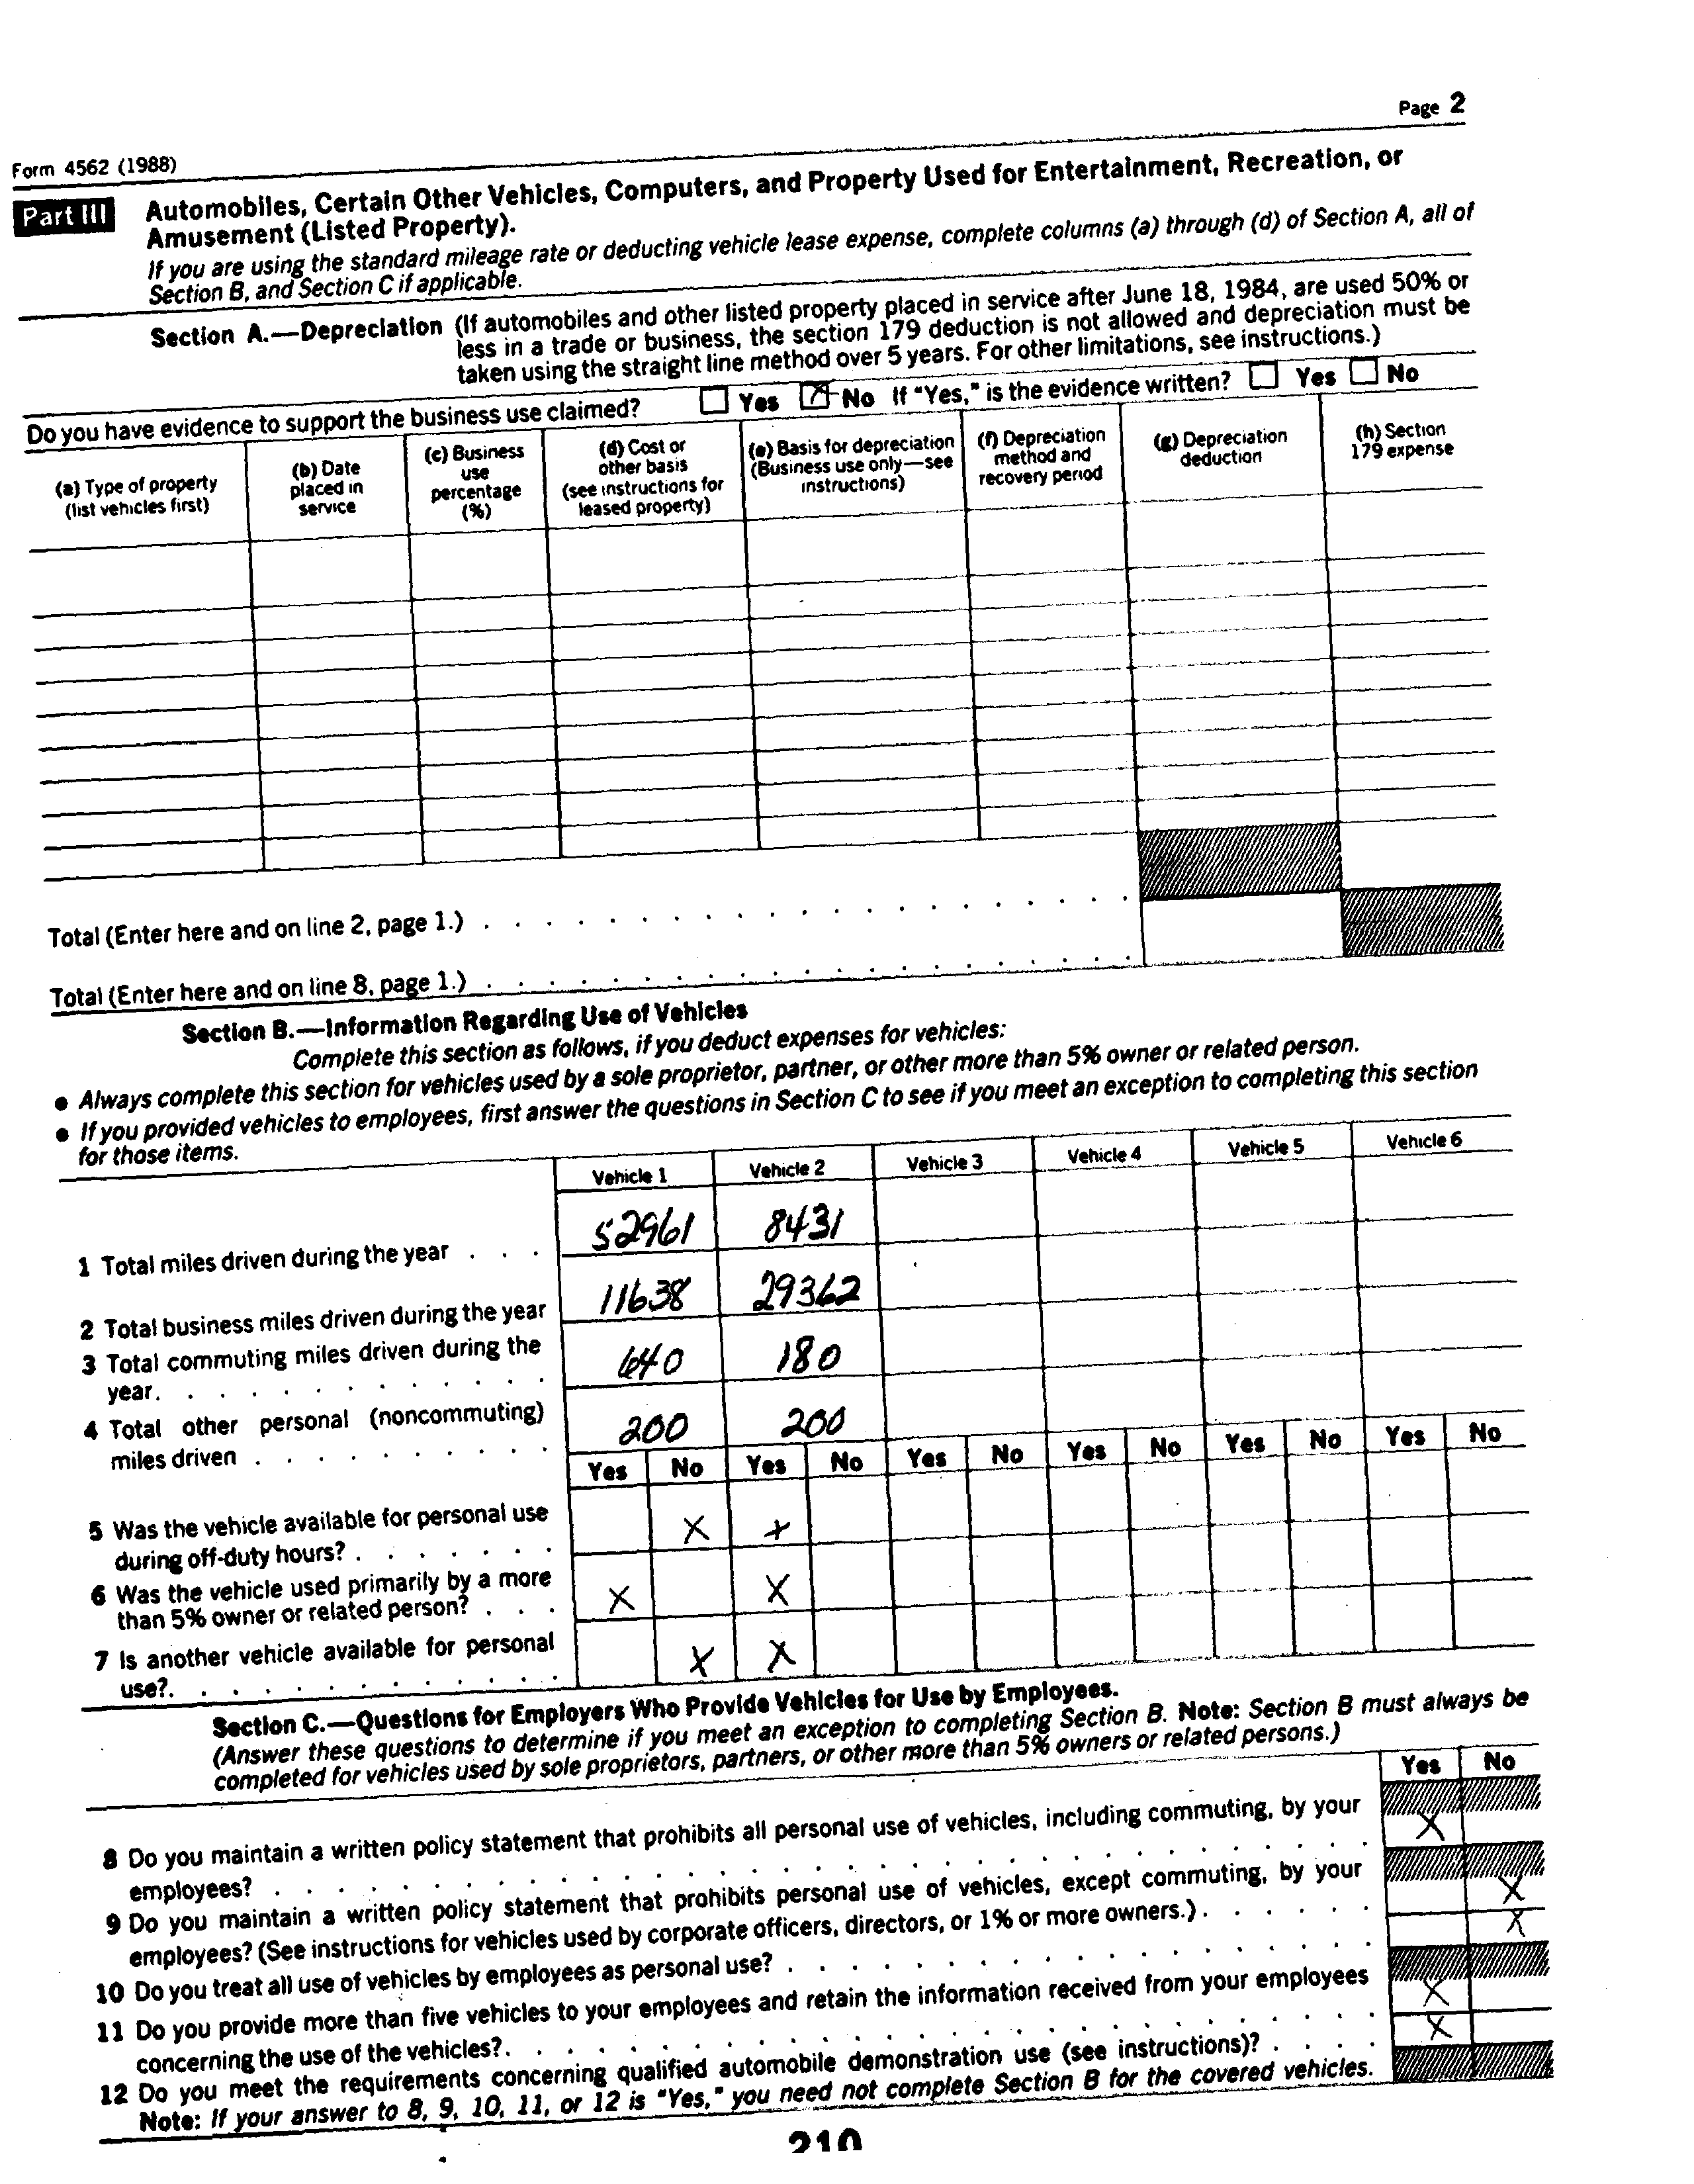 Page 2
Form 4562 (1988)
Part III Automobiles, Certain Other Vehicles, Computers, and Property Used for Entertainment, Recreation, or
Amusement (Listed Property).
If you are using the standard mileage rate or deducting vehicle lease expense, complete columns (a) through (d) of Section A, all of
Section B, and Section C if applicable.
Section A.—Depreciation (If automobiles and other listed property placed in service after June 18, 1984, are used 50% or
less in a trade or business, the section 179 deduction is not allowed and depreciation must be
taken using the straight line method over 5 years. For other limitations, see instructions.)
Do you have evidence to support the business use claimed? Yes X No If "Yes," is the evidence written? Yes No
(a) Type of property
(list vehicles first)
(b) Date
placed in
service
(c) Business
use
percentage
(%)
(d) Cost or
other basis
(see instructions for
leased property)
(e) Basis for depreciation
(Business use only—see
instructions)
(f) Depreciation
method and
recovery period
(g) Depreciation
deduction
(h) Section
179 expense
Total (Enter here and on line 2, page 1.)
Total (Enter here and on line 8, page 1.)
Section B.—Information Regarding Use of Vehicles
Complete this section as follows, if you deduct expenses for vehicles:
● Always complete this section for vehicles used by a sole proprietor, partner, or other more than 5% owner or related person.
● If you provided vehicles to employees, first answer the questions in Section C to see if you meet an exception to completing this section
for those items.
Vehicle 1 Vehicle 2 Vehicle 3 Vehicle 4 Vehicle 5 Vehicle 6
1 Total miles driven during the year . . . 52961 8431
2 Total business miles driven during the year 11638 29362
3 Total commuting miles driven during the
year. 640 180
4 Total other personal (noncommuting)
miles driven 200 200
Yes No Yes No Yes No Yes No Yes No Yes No
5 Was the vehicle available for personal use
during off-duty hours? X X
6 Was the vehicle used primarily by a more
than 5% owner or related person? X X
7 Is another vehicle available for personal
use?. X X
Section C.—Questions for Employers Who Provide Vehicles for Use by Employees.
(Answer these questions to determine if you meet an exception to completing Section B. Note: Section B must always be
completed for vehicles used by sole proprietors, partners, or other more than 5% owners or related persons.)
Yes No
8 Do you maintain a written policy statement that prohibits all personal use of vehicles, including commuting, by your
employees? X
9 Do you maintain a written policy statement that prohibits personal use of vehicles, except commuting, by your
employees? (See instructions for vehicles used by corporate officers, directors, or 1% or more owners.) X
10 Do you treat all use of vehicles by employees as personal use? X
11 Do you provide more than five vehicles to your employees and retain the information received from your employees
concerning the use of the vehicles? X
12 Do you meet the requirements concerning qualified automobile demonstration use (see instructions)? X
Note: If your answer to 8, 9, 10, 11, or 12 is "Yes," you need not complete Section B for the covered vehicles.
210